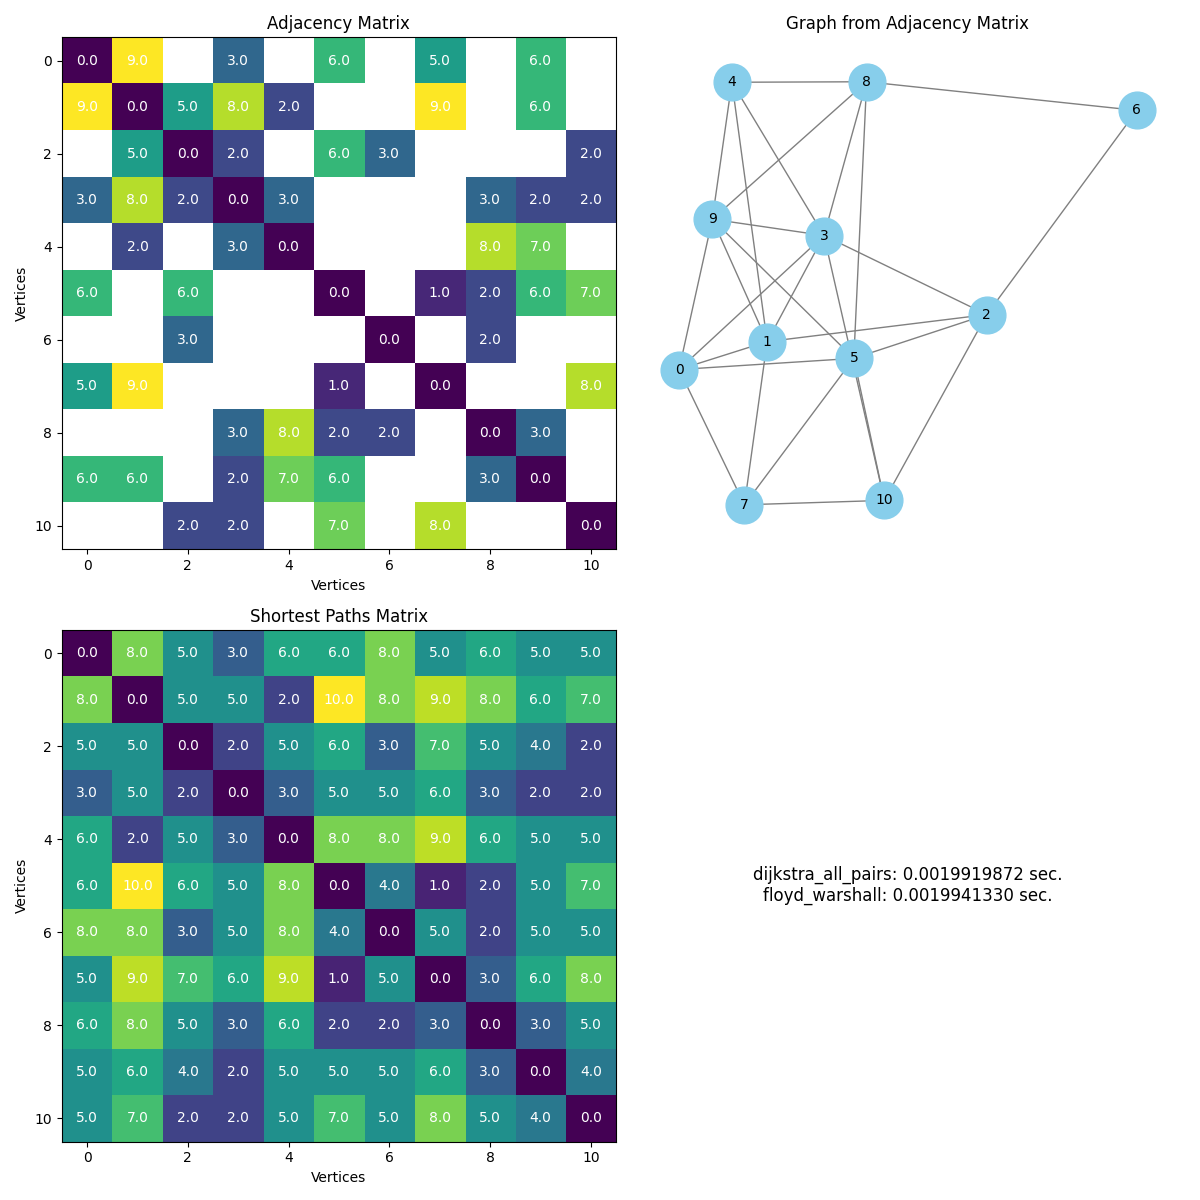 Adjacency Matrix
0 0.0 9.0 3.0 6.0 5.0 6.0
9.0 0.0 5.0 8.0 2.0 9.0 6.0
2 5.0 0.0 2.0 6.0 3.0 2.0
3.0 8.0 2.0 0.0 3.0 3.0 2.0 2.0
4 2.0 3.0 0.0 8.0 7.0
6.0 6.0 0.0 1.0 2.0 6.0 7.0
6 3.0 0.0 2.0
5.0 9.0 1.0 0.0 8.0
8 3.0 8.0 2.0 2.0 0.0 3.0
6.0 6.0 2.0 7.0 6.0 3.0 0.0
10 2.0 2.0 7.0 8.0 0.0
0 2 4 6 8 10
Vertices
Vertices
Graph from Adjacency Matrix
4 8
6
9
3
2
1
5
0
10
7
Shortest Paths Matrix
0 0.0 8.0 5.0 3.0 6.0 6.0 8.0 5.0 6.0 5.0 5.0
8.0 0.0 5.0 5.0 2.0 10.0 8.0 9.0 8.0 6.0 7.0
2 5.0 5.0 0.0 2.0 5.0 6.0 3.0 7.0 5.0 4.0 2.0
3.0 5.0 2.0 0.0 3.0 5.0 5.0 6.0 3.0 2.0 2.0
4 6.0 2.0 5.0 3.0 0.0 8.0 8.0 9.0 6.0 5.0 5.0
6.0 10.0 6.0 5.0 8.0 0.0 4.0 1.0 2.0 5.0 7.0
6 8.0 8.0 3.0 5.0 8.0 4.0 0.0 5.0 2.0 5.0 5.0
5.0 9.0 7.0 6.0 9.0 1.0 5.0 0.0 3.0 6.0 8.0
8 6.0 8.0 5.0 3.0 6.0 2.0 2.0 3.0 0.0 3.0 5.0
5.0 6.0 4.0 2.0 5.0 5.0 5.0 6.0 3.0 0.0 4.0
10 5.0 7.0 2.0 2.0 5.0 7.0 5.0 8.0 5.0 4.0 0.0
0 2 4 6 8 10
Vertices
Vertices
dijkstra_all_pairs: 0.0019919872 sec.
floyd_warshall: 0.0019941330 sec.